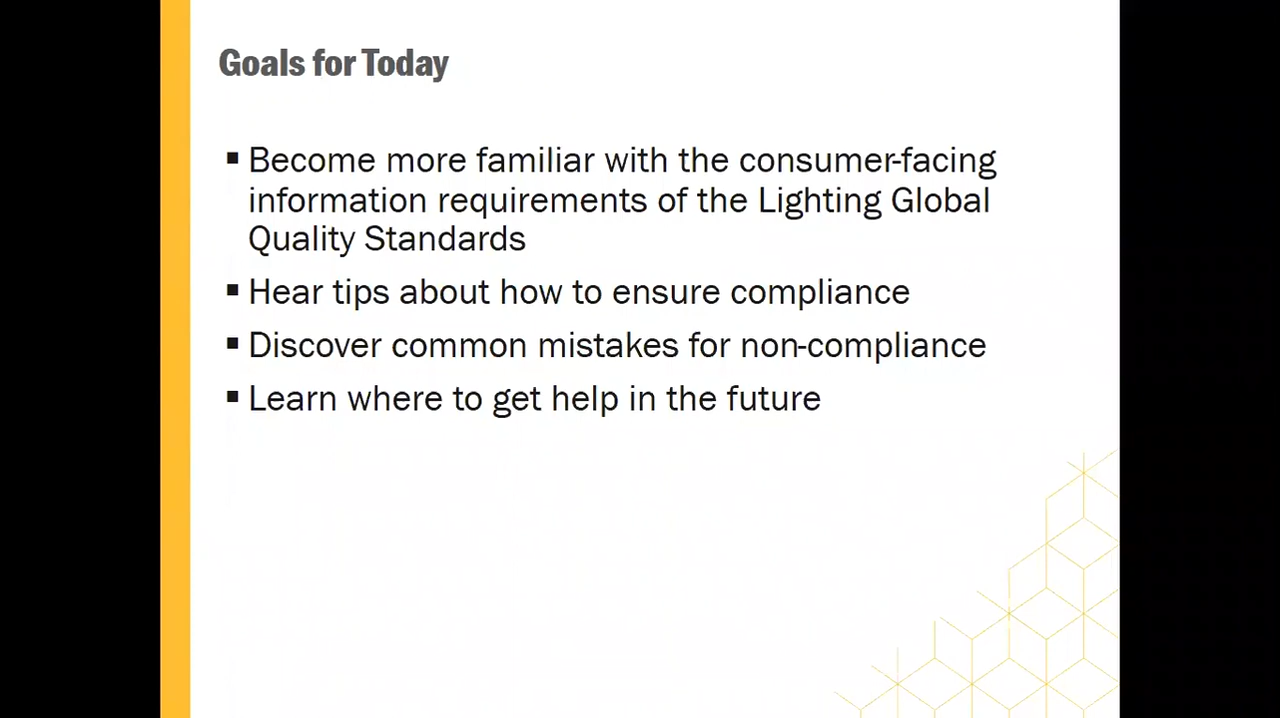 Goals for Today
▪ Become more familiar with the consumer-facing
information requirements of the Lighting Global
Quality Standards
▪ Hear tips about how to ensure compliance
▪ Discover common mistakes for non-compliance
▪ Learn where to get help in the future